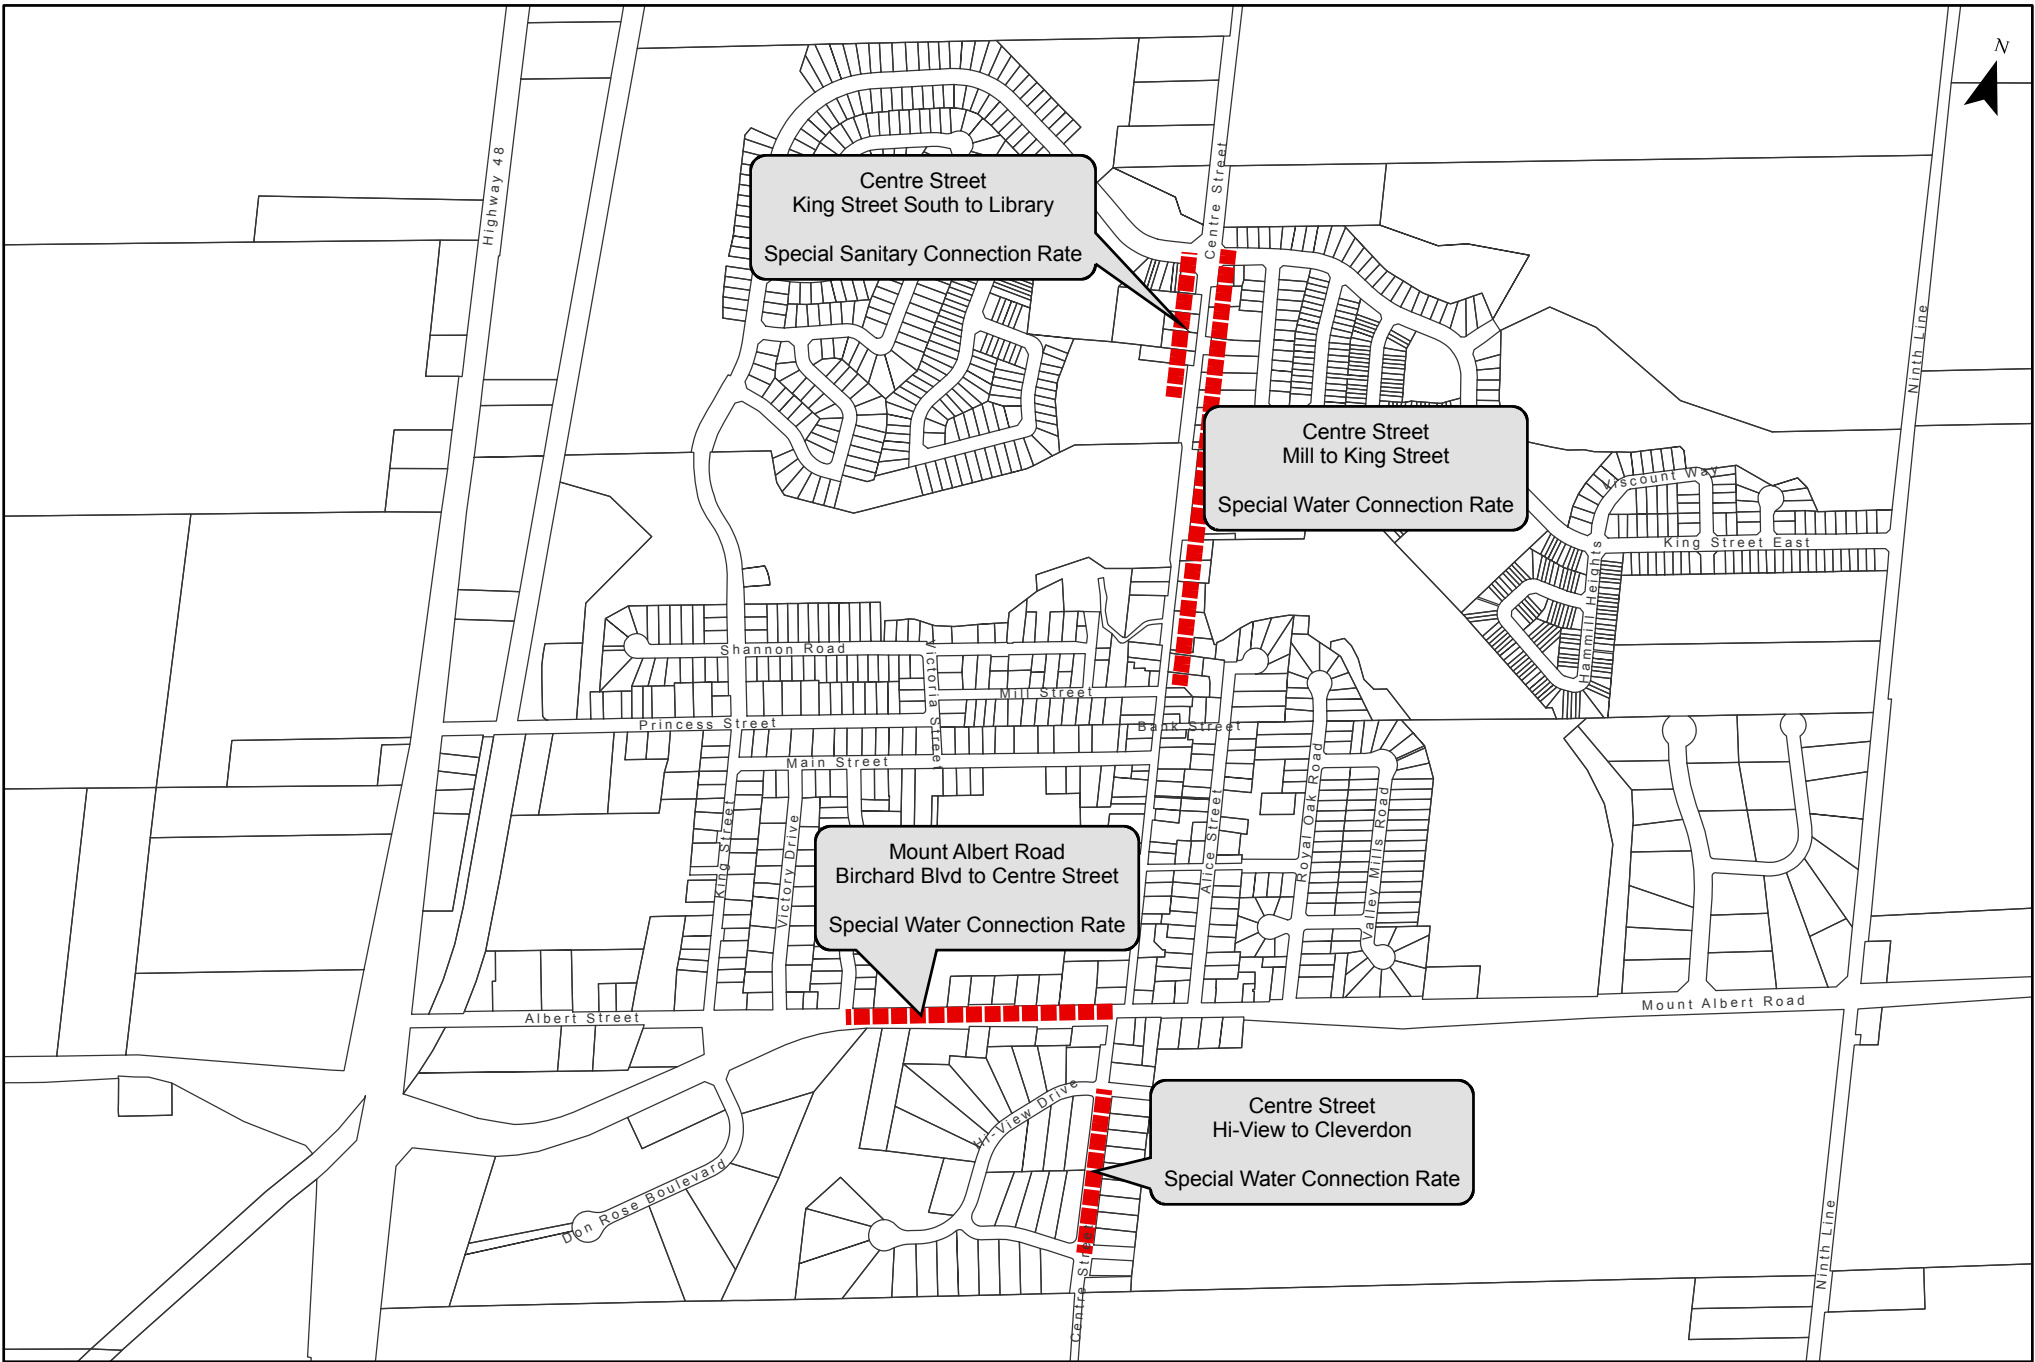 N
Highway 48
Centre Street
King Street South to Library
Special Sanitary Connection Rate
Centre Street
Ninth Line
Centre Street
Mill to King Street
Special Water Connection Rate
Viscount Way
King Street East
Hammill Heights
Shannon Road
Victoria Street
Mill Street
Princess Street
Bank Street
Main Street
King Street
Victory Drive
Alice Street
Royal Oak Road
Valley Mills Road
Mount Albert Road
Birchard Blvd to Centre Street
Special Water Connection Rate
Albert Street
Mount Albert Road
Hi-View Drive
Centre Street
Hi-View to Cleverdon
Special Water Connection Rate
Don Rose Boulevard
Centre Street
Ninth Line